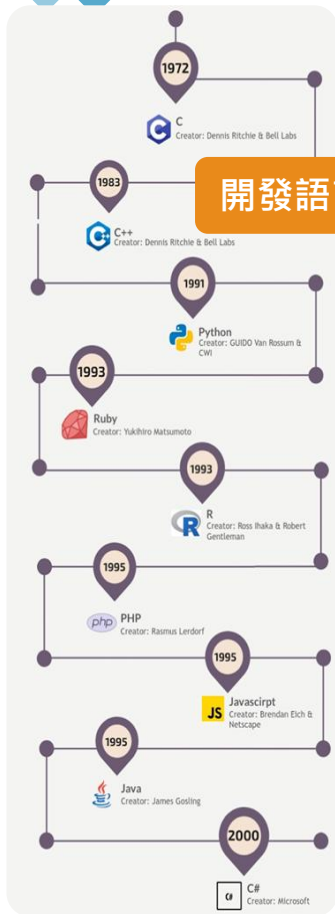 1972
C
Creator: Dennis Ritchie & Bell Labs
1983
開發語
C++
Creator: Dennis Ritchie & Bell Labs
1991
Python
Creator: GUIDO Van Rossum &
CWI
1993
Ruby
Creator: Yukihiro Matsumoto
1993
R
R
Creator: Ross Ihaka & Robert
Gentleman
1995
php
PHP
Creator: Rasmus Lerdorf
1995
JS
Javascirpt
Creator: Brendan Eich &
Netscape
1995
Java
Creator: James Gosling
2000
C#
C#
Creator: Microsoft